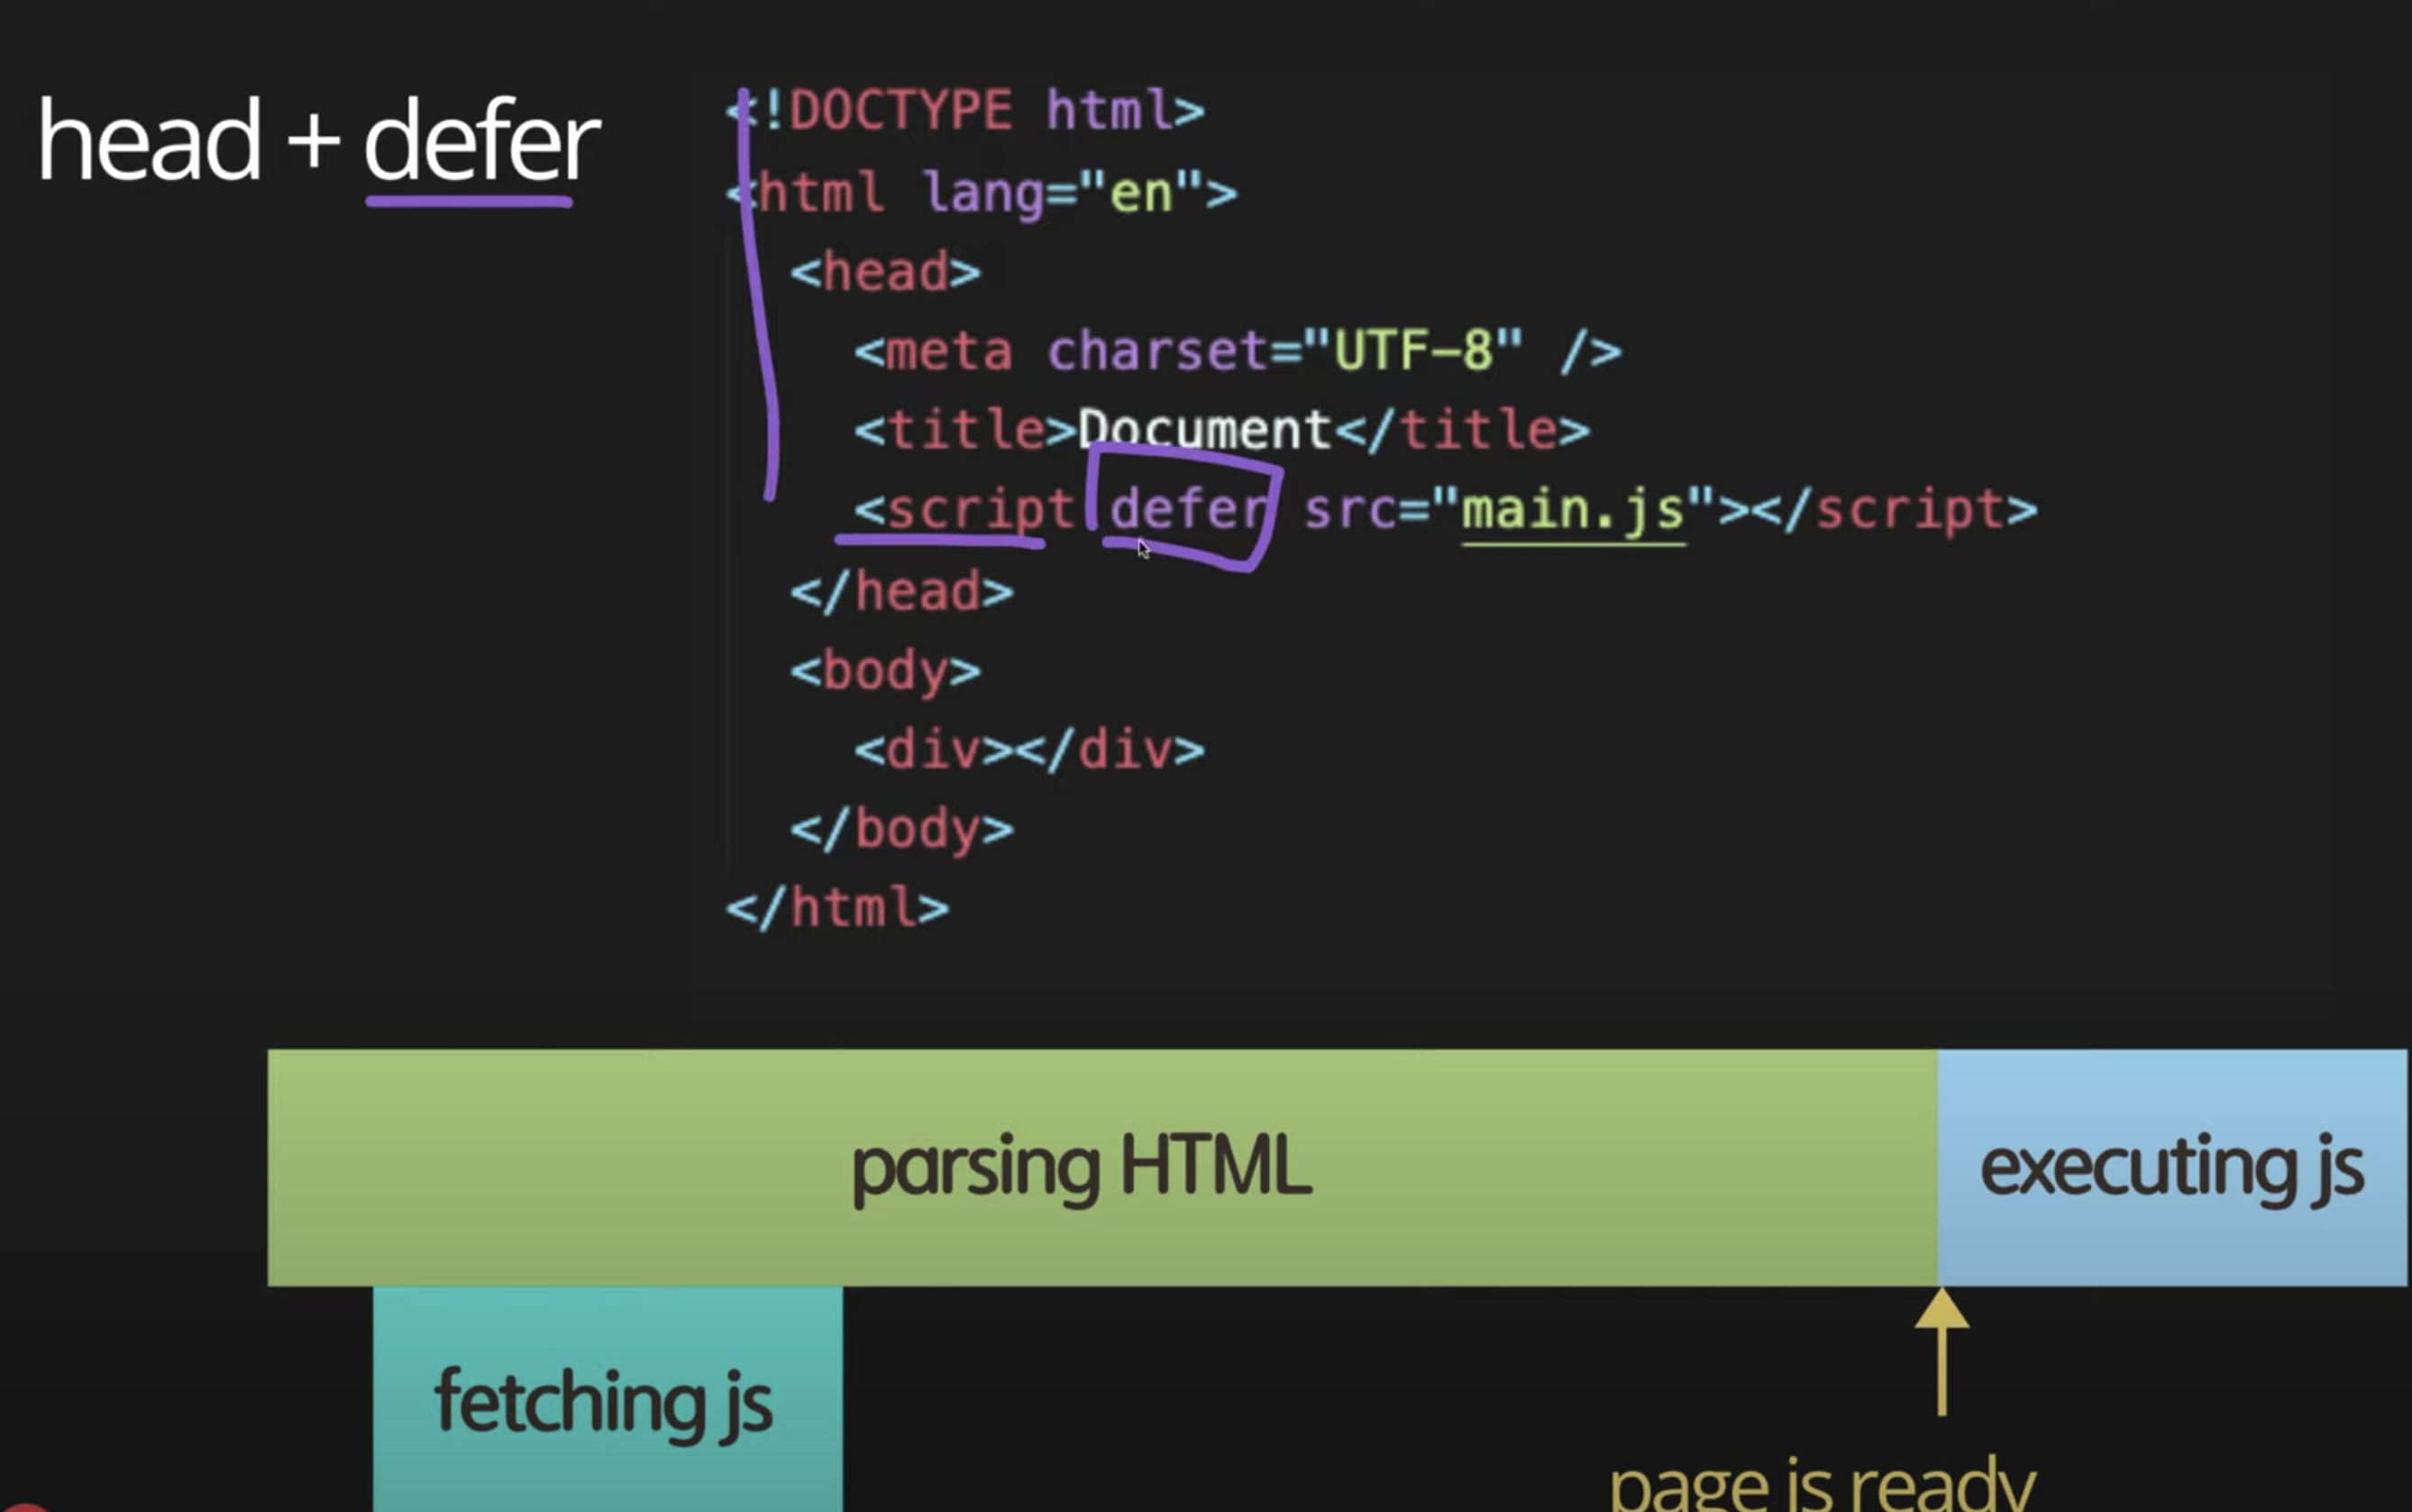 head + defer
<!DOCTYPE html>
<html lang="en">
<head>
<meta charset="UTF-8" />
<title>Document</title>
<script defer src="main.js"></script>
</head>
<body>
<div></div>
</body>
</html>
parsing HTML
executing js
fetching js
page is ready